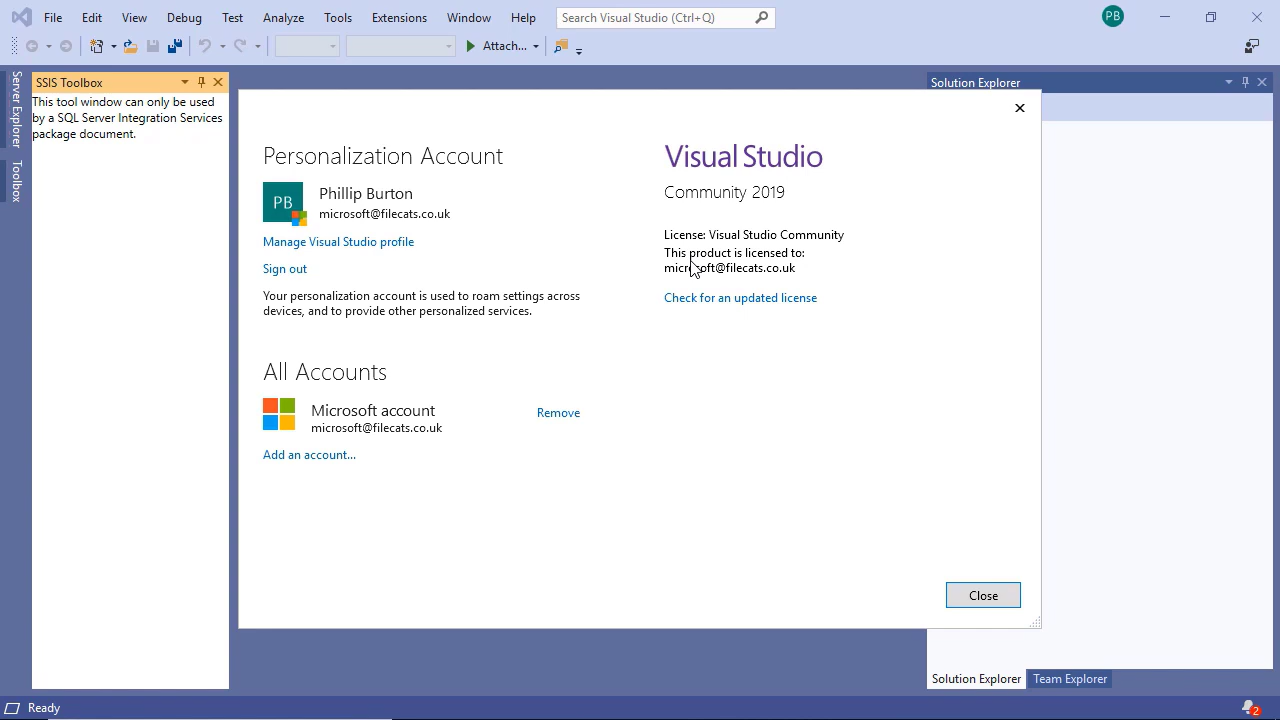 File Edit View Debug Test Analyze Tools Extensions Window Help Search Visual Studio (Ctrl+Q) PB
Attach...
Server Explorer
Toolbox
SSIS Toolbox
This tool window can only be used
by a SQL Server Integration Services
package document.
Solution Explorer
Personalization Account
PB
Phillip Burton
microsoft@filecats.co.uk
Manage Visual Studio profile
Sign out
Your personalization account is used to roam settings across
devices, and to provide other personalized services.
All Accounts
Microsoft account
microsoft@filecats.co.uk
Remove
Add an account...
Visual Studio
Community 2019
License: Visual Studio Community
This product is licensed to:
microsoft@filecats.co.uk
Check for an updated license
Close
Solution Explorer Team Explorer
Ready
2